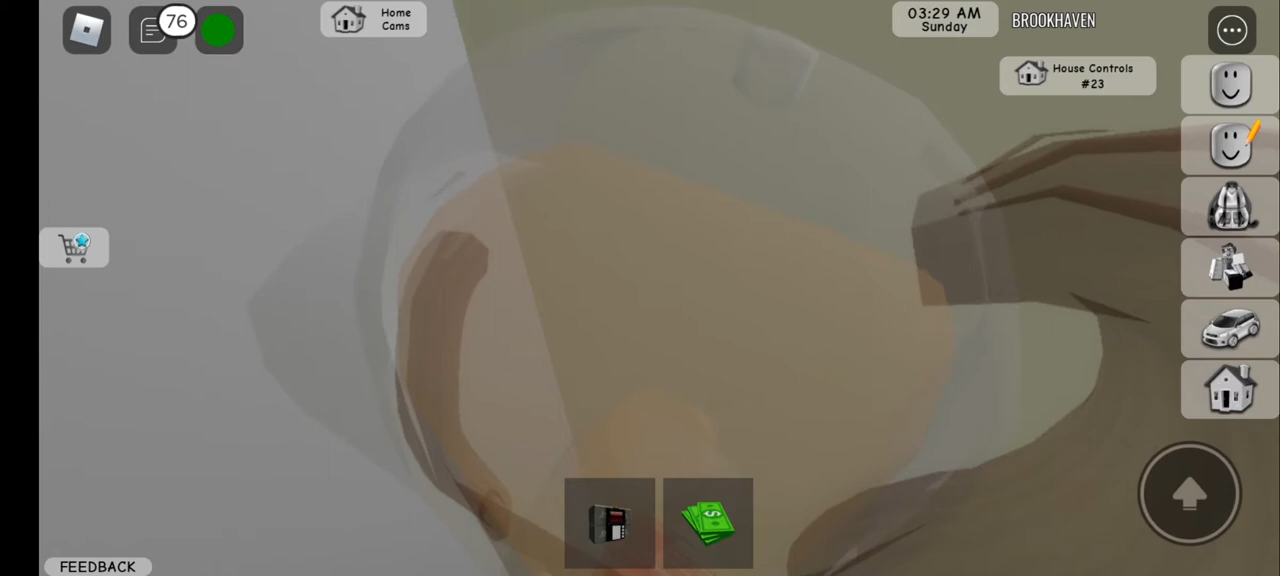 76
Home
Cams
03:29 AM
Sunday
BROOKHAVEN
House Controls
#23
FEEDBACK